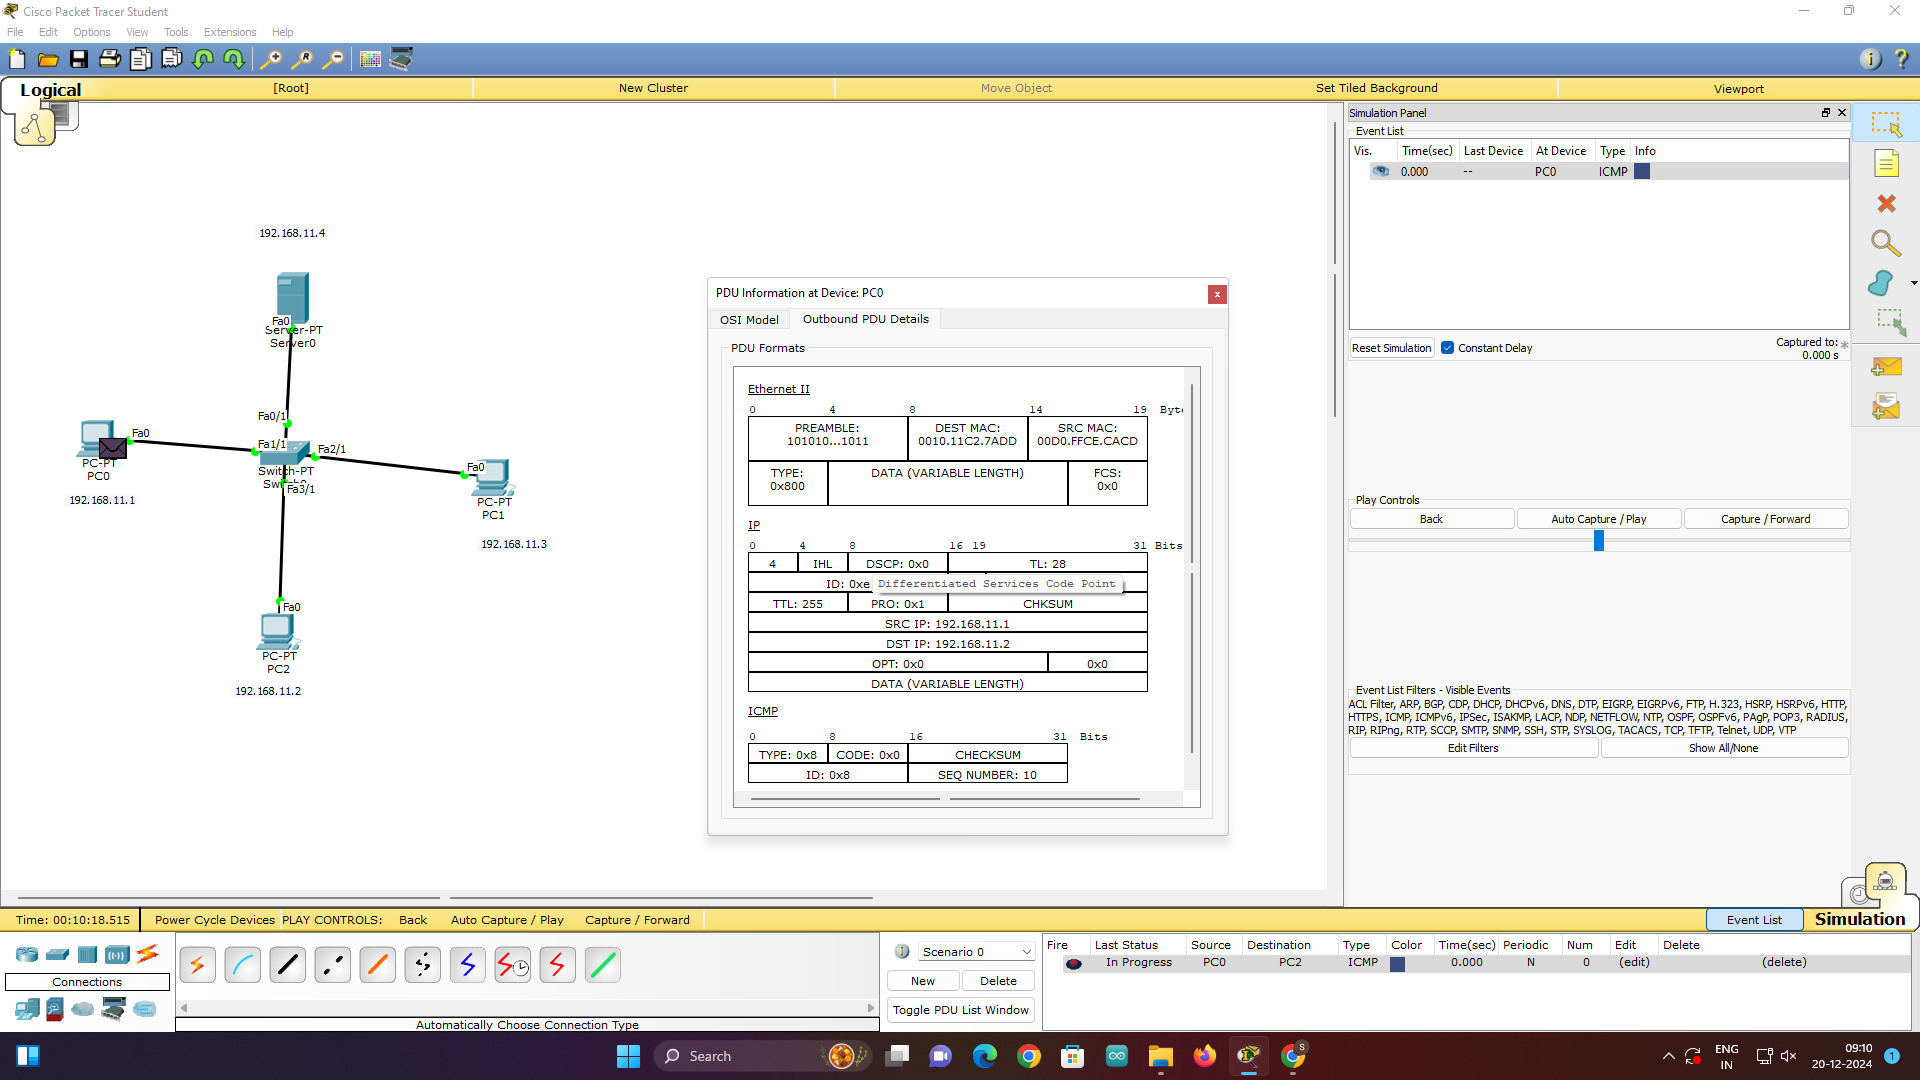 Cisco Packet Tracer Student
File Edit Options View Tools Extensions Help
Logical [Root] New Cluster Move Object Set Tiled Background Viewport
192.168.11.4
Fa0
Server-PT
Server0
Fa0/1
Fa0
Fa1/1
Fa2/1
Fa0
PC-PT
PC0
Switch-PT
Fa3/1
PC-PT
PC1
192.168.11.1
192.168.11.3
Fa0
PC-PT
PC2
192.168.11.2
PDU Information at Device: PC0
OSI Model Outbound PDU Details
PDU Formats
Ethernet II
0 4 8 14 19
PREAMBLE: DEST MAC: SRC MAC:
101010...1011 0010.11C2.7ADD 00D0.FFCE.CACD
TYPE: DATA (VARIABLE LENGTH) FCS:
0x800 0x0
IP
0 4 8 16 19 31 Bits
4 IHL DSCP: 0x0 TL: 28
ID: 0xe Differentiated Services Code Point
TTL: 255 PRO: 0x1 CHKSUM
SRC IP: 192.168.11.1
DST IP: 192.168.11.2
OPT: 0x0 0x0
DATA (VARIABLE LENGTH)
ICMP
0 8 16 31 Bits
TYPE: 0x8 CODE: 0x0 CHECKSUM
ID: 0x8 SEQ NUMBER: 10
Simulation Panel
Event List
Vis. Time(sec) Last Device At Device Type Info
0.000 -- PC0 ICMP
Reset Simulation Constant Delay Captured to: *
0.000 s
Play Controls
Back Auto Capture / Play Capture / Forward
Event List Filters - Visible Events
ACL Filter, ARP, BGP, CDP, DHCP, DHCPv6, DNS, DTP, EIGRP, EIGRPv6, FTP, H.323, HSRP, HSRPv6, HTTP,
HTTPS, ICMP, ICMPv6, IPSec, ISAKMP, LACP, NDP, NETFLOW, NTP, OSPF, OSPFv6, PAgP, POP3, RADIUS,
RIP, RIPng, RTP, SCCP, SMTP, SNMP, SSH, STP, SYSLOG, TACACS, TCP, TFTP, Telnet, UDP, VTP
Edit Filters Show All/None
Time: 00:10:18.515 Power Cycle Devices PLAY CONTROLS: Back Auto Capture / Play Capture / Forward Event List Simulation
Connections
Automatically Choose Connection Type
Scenario 0
New Delete
Toggle PDU List Window
Fire Last Status Source Destination Type Color Time(sec) Periodic Num Edit Delete
In Progress PC0 PC2 ICMP 0.000 N 0 (edit) (delete)
Search
S
ENG
IN
09:10
20-12-2024
1